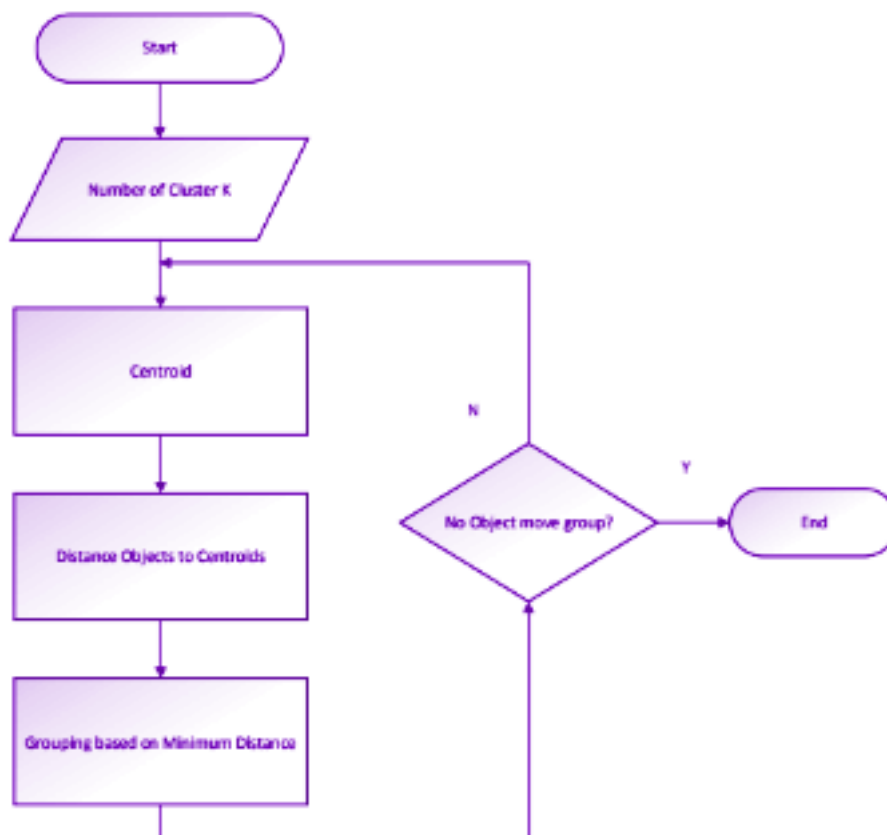 Start
Number of Cluster K
Centroid
N
Y
No Object move group?
End
Distance Objects to Centroids
Grouping based on Minimum Distance